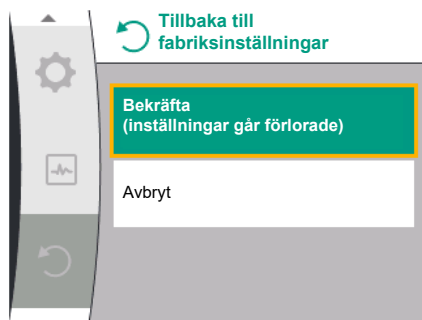 Tillbaka till
fabriksinställningar
Bekräfta
(inställningar går förlorade)
Avbryt